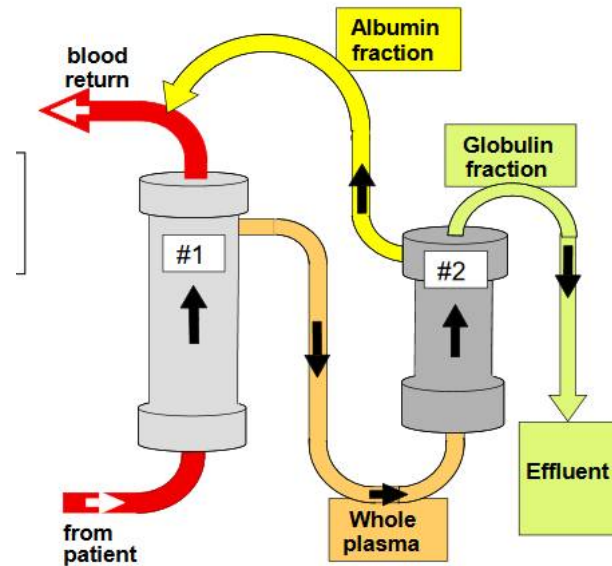 Albumin
fraction
blood
return
Globulin
fraction
#1
#2
Effluent
Whole
plasma
from
patient